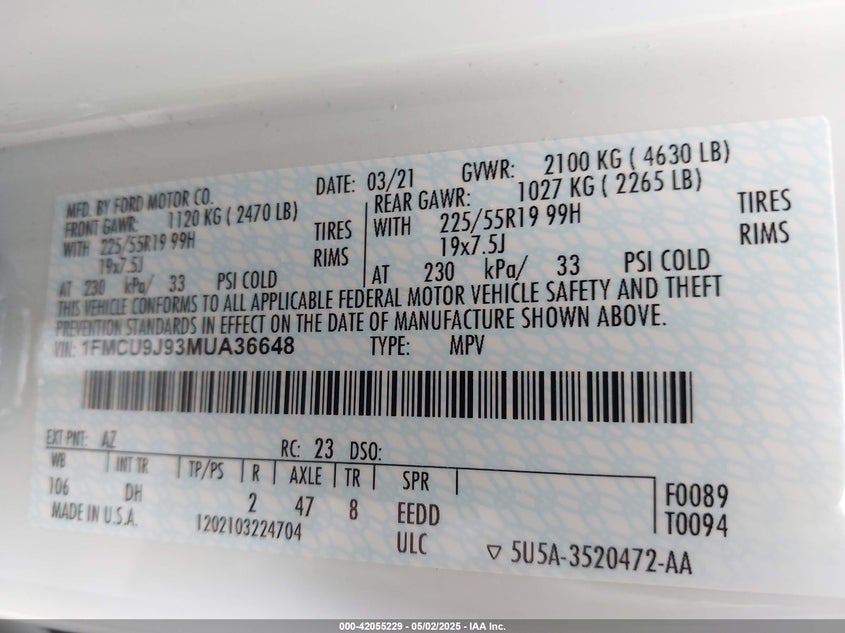 MFD. BY FORD MOTOR CO.
DATE: 03/21
GVWR: 2100 KG ( 4630 LB)
FRONT GAWR: 1120 KG ( 2470 LB)
REAR GAWR: 1027 KG ( 2265 LB)
WITH 225/55R19 99H TIRES
WITH 225/55R19 99H TIRES
19x7.5J RIMS
19x7.5J RIMS
AT 230 kPa/ 33 PSI COLD
AT 230 kPa/ 33 PSI COLD
THIS VEHICLE CONFORMS TO ALL APPLICABLE FEDERAL MOTOR VEHICLE SAFETY AND THEFT
PREVENTION STANDARDS IN EFFECT ON THE DATE OF MANUFACTURE SHOWN ABOVE.
VIN: 1FMCU9J93MUA36648 TYPE: MPV
EXT PNT: AZ RC: 23 DSO:
WB INT TR TP/PS R AXLE TR SPR
106 DH 2 47 8 EEDD
F0089
T0094
MADE IN U.S.A. 1202103224704 ULC
▽ 5U5A-3520472-AA
000-42055229 - 05/02/2025 - IAA Inc.